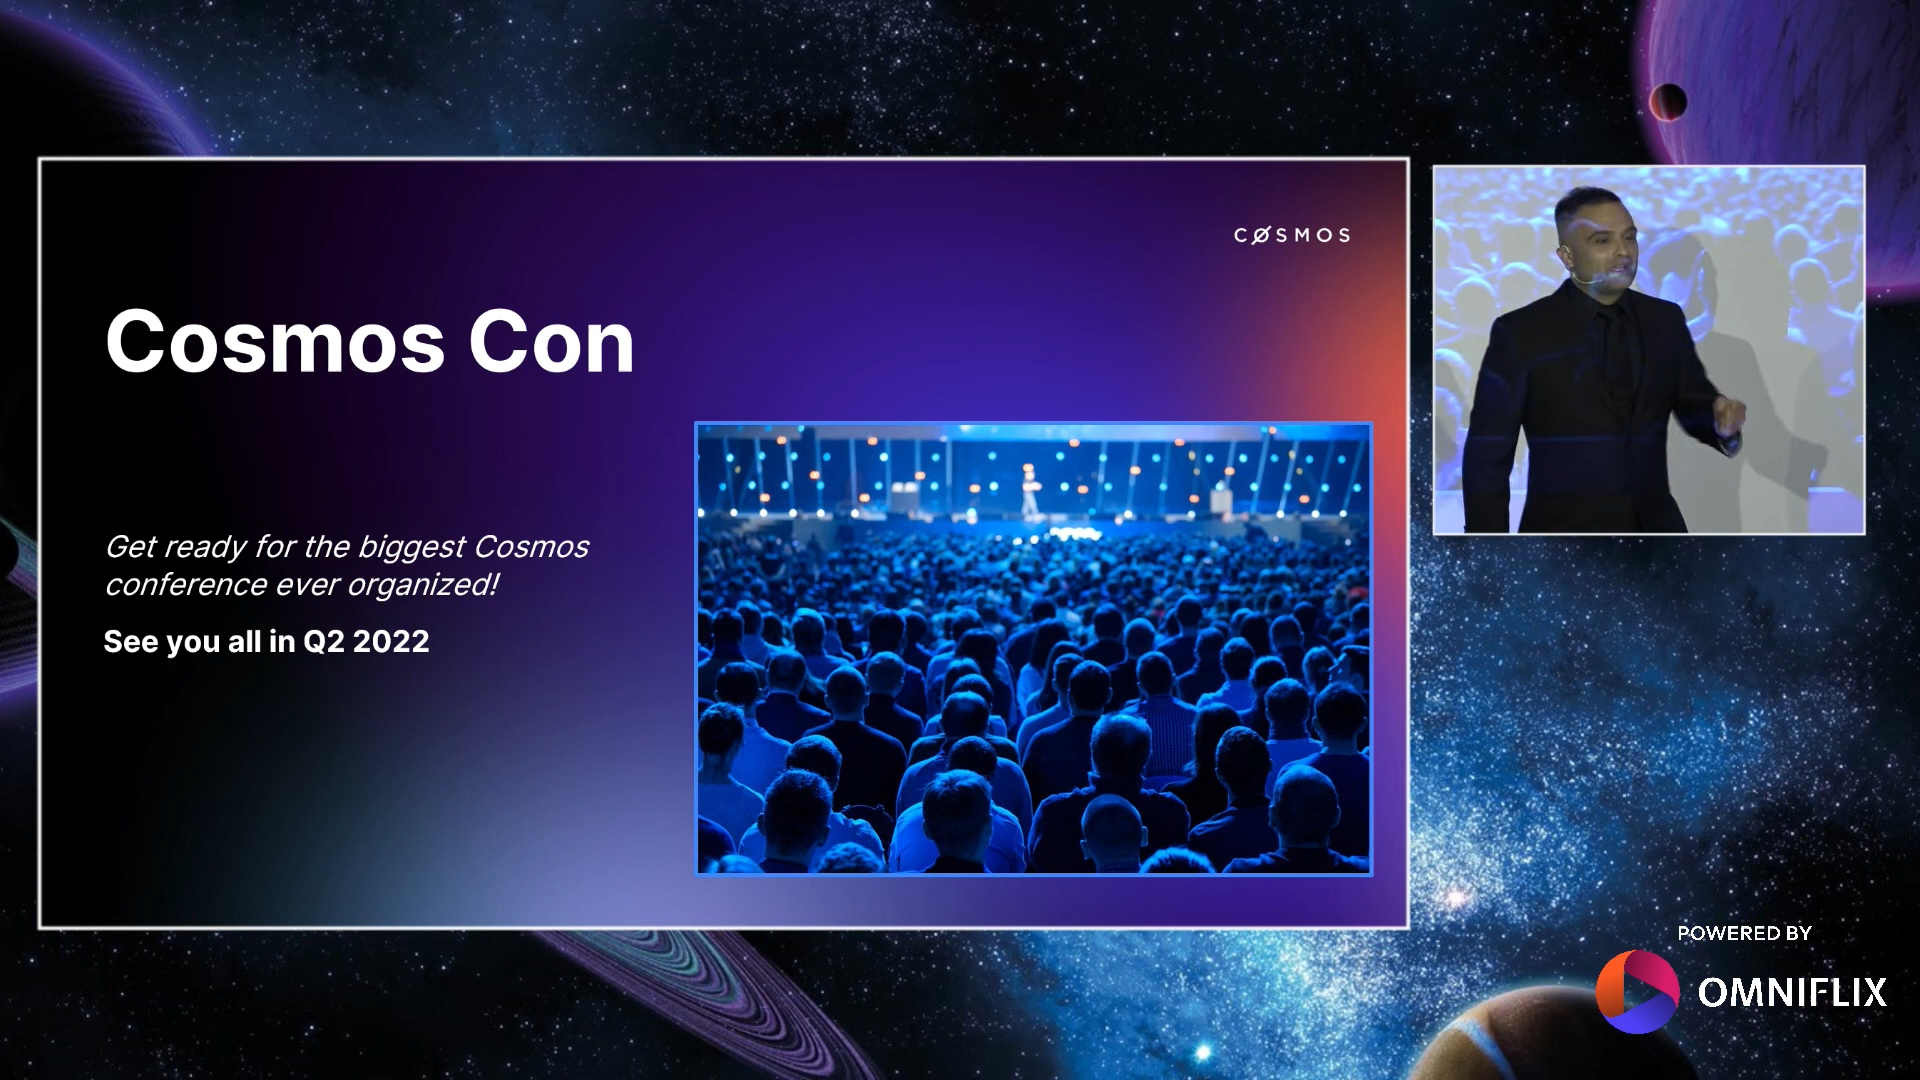 CØSMOS
Cosmos Con
Get ready for the biggest Cosmos
conference ever organized!
See you all in Q2 2022
POWERED BY
OMNIFLIX